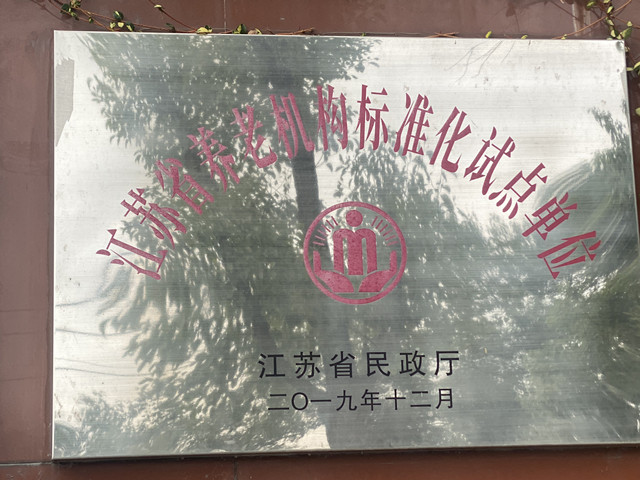 江苏省养老机构标准化试点单位
江苏省民政厅
二〇一九年十二月